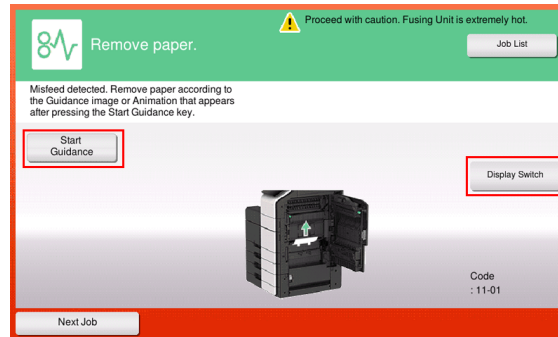 Proceed with caution. Fusing Unit is extremely hot.
Remove paper.
Job List
Misfeed detected. Remove paper according to
the Guidance image or Animation that appears
after pressing the Start Guidance key.
Start
Guidance
Display Switch
Code
: 11-01
Next Job